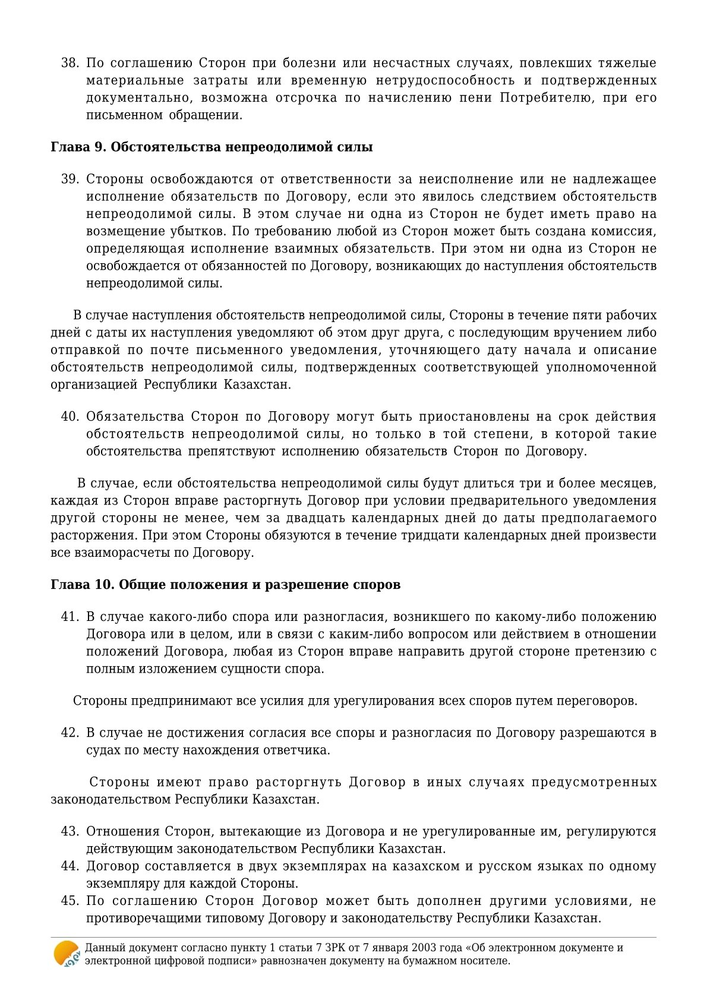 38. По соглашению Сторон при болезни или несчастных случаях, повлекших тяжелые
материальные затраты или временную нетрудоспособность и подтвержденных
документально, возможна отсрочка по начислению пени Потребителю, при его
письменном обращении.
Глава 9. Обстоятельства непреодолимой силы
39. Стороны освобождаются от ответственности за неисполнение или не надлежащее
исполнение обязательств по Договору, если это явилось следствием обстоятельств
непреодолимой силы. В этом случае ни одна из Сторон не будет иметь право на
возмещение убытков. По требованию любой из Сторон может быть создана комиссия,
определяющая исполнение взаимных обязательств. При этом ни одна из Сторон не
освобождается от обязанностей по Договору, возникающих до наступления обстоятельств
непреодолимой силы.
В случае наступления обстоятельств непреодолимой силы, Стороны в течение пяти рабочих
дней с даты их наступления уведомляют об этом друг друга, с последующим вручением либо
отправкой по почте письменного уведомления, уточняющего дату начала и описание
обстоятельств непреодолимой силы, подтвержденных соответствующей уполномоченной
организацией Республики Казахстан.
40. Обязательства Сторон по Договору могут быть приостановлены на срок действия
обстоятельств непреодолимой силы, но только в той степени, в которой такие
обстоятельства препятствуют исполнению обязательств Сторон по Договору.
В случае, если обстоятельства непреодолимой силы будут длиться три и более месяцев,
каждая из Сторон вправе расторгнуть Договор при условии предварительного уведомления
другой стороны не менее, чем за двадцать календарных дней до даты предполагаемого
расторжения. При этом Стороны обязуются в течение тридцати календарных дней произвести
все взаиморасчеты по Договору.
Глава 10. Общие положения и разрешение споров
41. В случае какого-либо спора или разногласия, возникшего по какому-либо положению
Договора или в целом, или в связи с каким-либо вопросом или действием в отношении
положений Договора, любая из Сторон вправе направить другой стороне претензию с
полным изложением сущности спора.
Стороны предпринимают все усилия для урегулирования всех споров путем переговоров.
42. В случае не достижения согласия все споры и разногласия по Договору разрешаются в
судах по месту нахождения ответчика.
Стороны имеют право расторгнуть Договор в иных случаях предусмотренных
законодательством Республики Казахстан.
43. Отношения Сторон, вытекающие из Договора и не урегулированные им, регулируются
действующим законодательством Республики Казахстан.
44. Договор составляется в двух экземплярах на казахском и русском языках по одному
экземпляру для каждой Стороны.
45. По соглашению Сторон Договор может быть дополнен другими условиями, не
противоречащими типовому Договору и законодательству Республики Казахстан.
Данный документ согласно пункту 1 статьи 7 ЗРК от 7 января 2003 года «Об электронном документе и
электронной цифровой подписи» равнозначен документу на бумажном носителе.